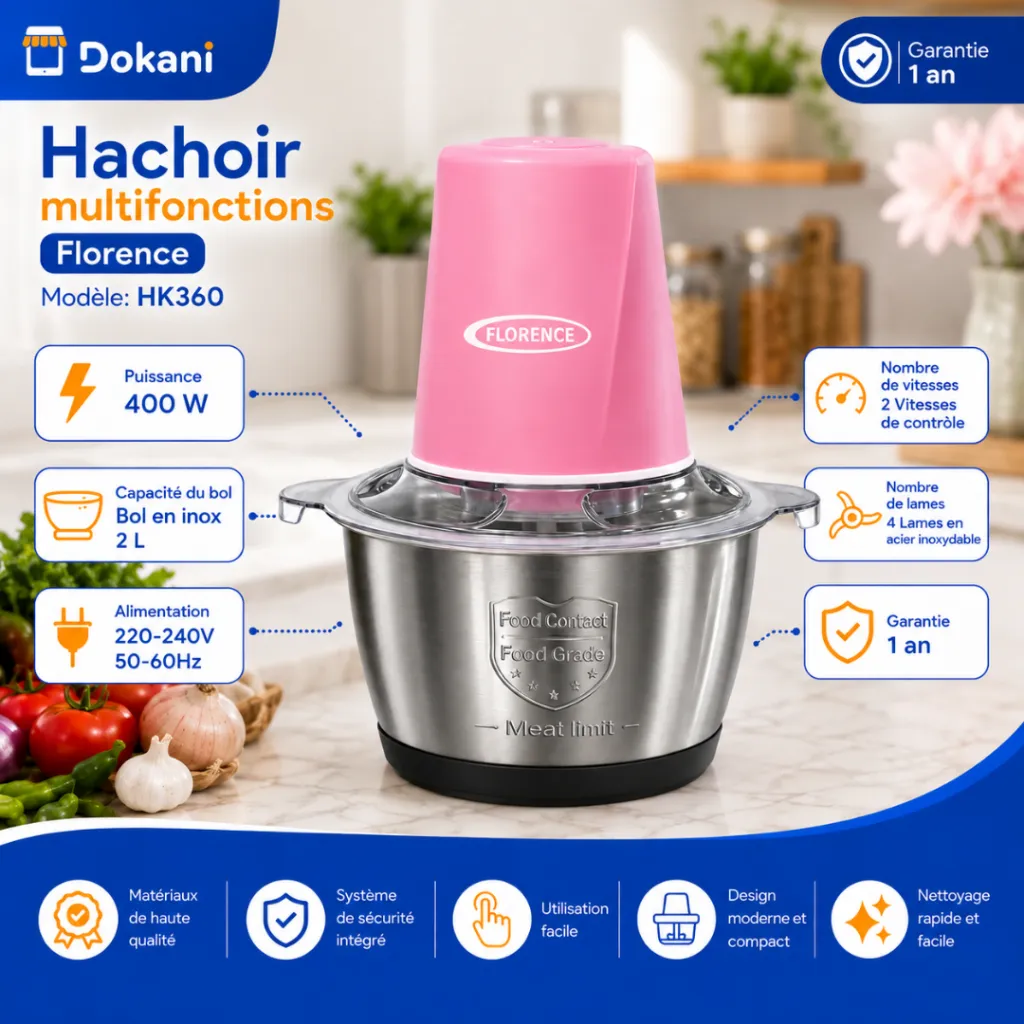 Dokani
Garantie
1 an
Hachoir
multifonctions
Florence
Modèle: HK360
FLORENCE
Puissance
400 W
Capacité du bol
Bol en inox
2 L
Alimentation
220-240V
50-60Hz
Nombre
de vitesses
2 Vitesses
de contrôle
Nombre
de lames
4 Lames en
acier inoxydable
Garantie
1 an
Food Contact
Food Grade
Meat limit
Matériaux
de haute
qualité
Système
de sécurité
intégré
Utilisation
facile
Design
moderne et
compact
Nettoyage
rapide et
facile